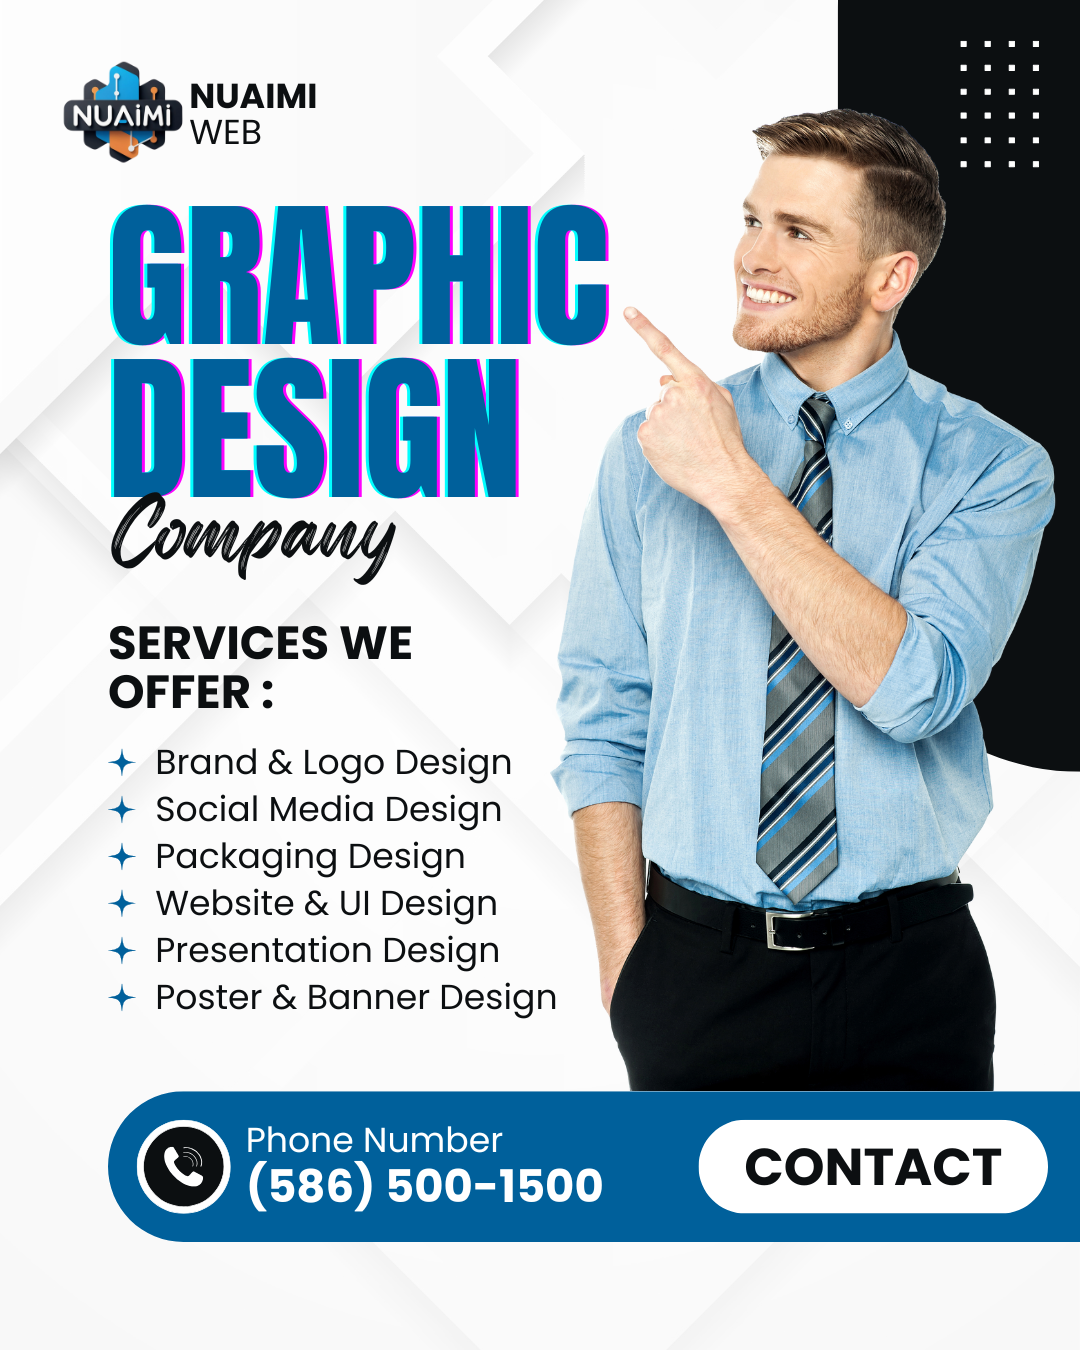 NUAiMi
NUAIMI
WEB
GRAPHIC
DESIGN
Company
SERVICES WE
OFFER :
Brand & Logo Design
Social Media Design
Packaging Design
Website & UI Design
Presentation Design
Poster & Banner Design
Phone Number
(586) 500-1500
CONTACT